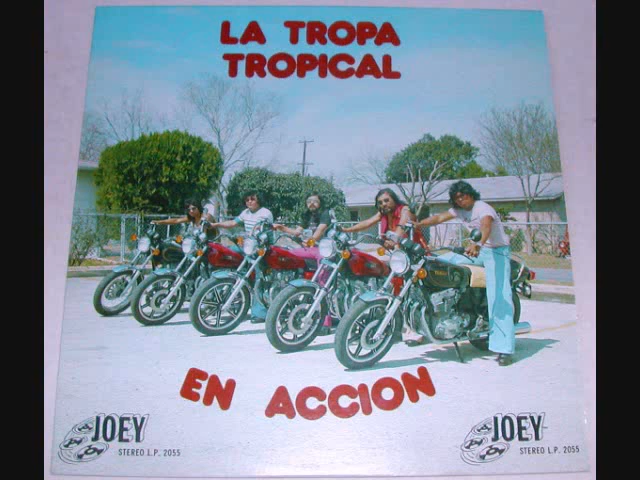 LA TROPA
TROPICAL
EN ACCION
JOEY
STEREO L.P. 2055
JOEY
STEREO L.P. 2055